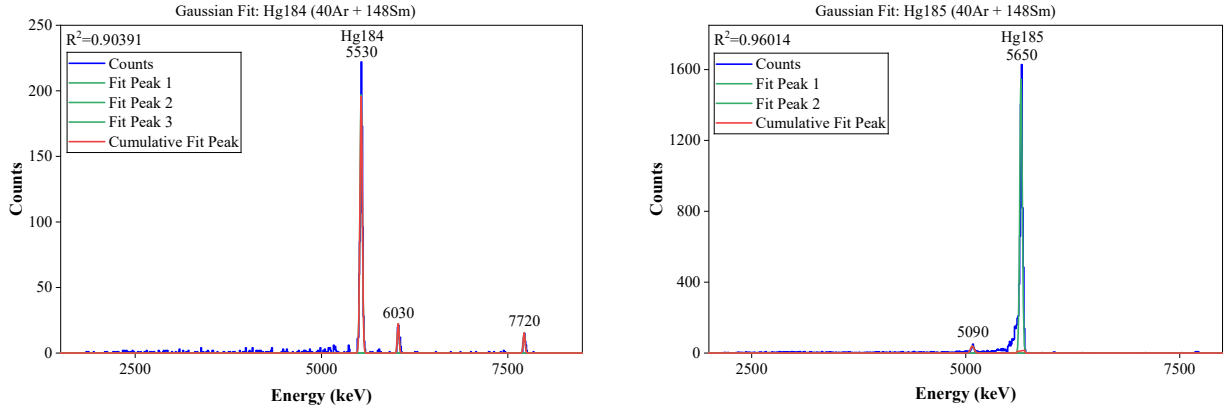 Gaussian Fit: Hg184 (40Ar + 148Sm)
250
200
150
100
50
0
Counts
R²=0.90391
Counts
Fit Peak 1
Fit Peak 2
Fit Peak 3
Cumulative Fit Peak
Hg184
5530
6030
7720
2500
5000
7500
Energy (keV)
Gaussian Fit: Hg185 (40Ar + 148Sm)
1600
1200
800
400
0
Counts
R²=0.96014
Counts
Fit Peak 1
Fit Peak 2
Cumulative Fit Peak
Hg185
5650
5090
2500
5000
7500
Energy (keV)